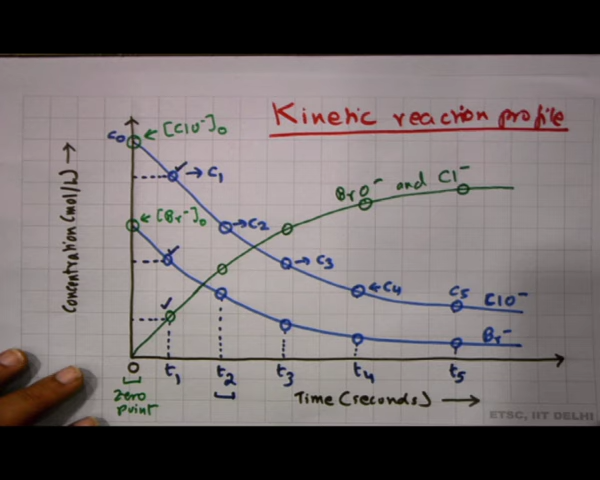 Kinetic reaction profile
Concentration (mol/L) →
C₀ ← [ClO⁻]₀
→ C₁
BrO⁻ and Cl⁻
← [Br⁻]₀
→ C₂
→ C₃
← C₄
C₅ ClO⁻
Br⁻
0 t₁ t₂ t₃ t₄ t₅
zero
point
Time (seconds) →
ETSC, IIT DELHI